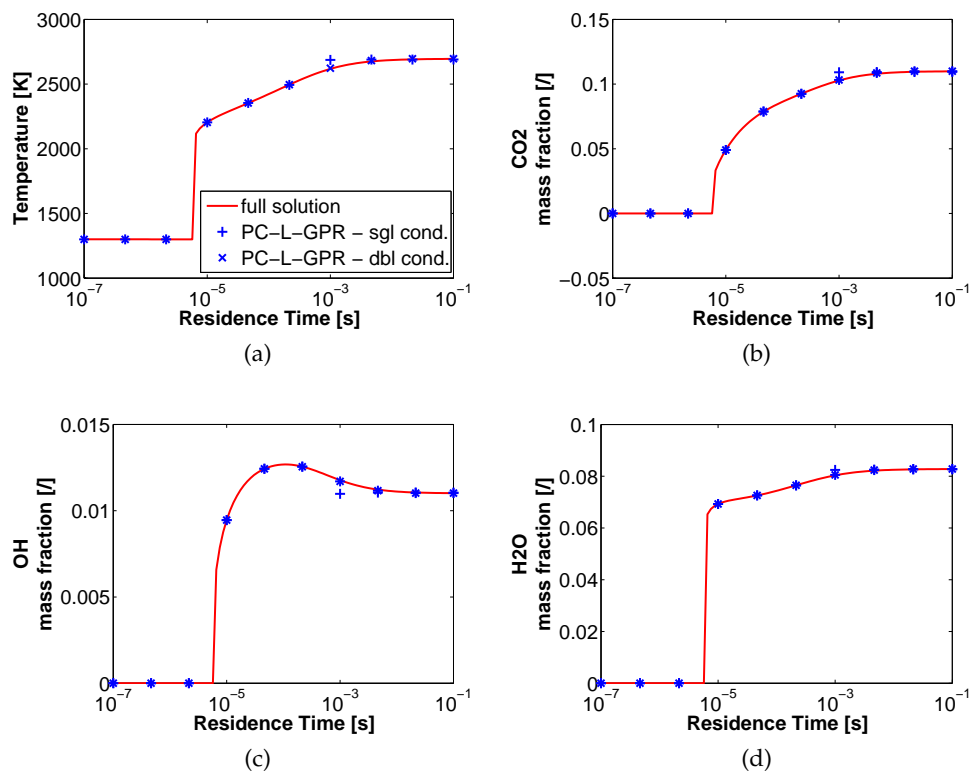 3000
2500
2000
1500
1000
Temperature [K]
full solution
PC−L−GPR − sgl cond.
PC−L−GPR − dbl cond.
10−7
10−5
10−3
10−1
Residence Time [s]
(a)
0.15
0.1
0.05
0
−0.05
CO2
mass fraction [/]
10−7
10−5
10−3
10−1
Residence Time [s]
(b)
0.015
0.01
0.005
0
OH
mass fraction [/]
10−7
10−5
10−3
10−1
Residence Time [s]
(c)
0.1
0.08
0.06
0.04
0.02
0
H2O
mass fraction [/]
10−7
10−5
10−3
10−1
Residence Time [s]
(d)